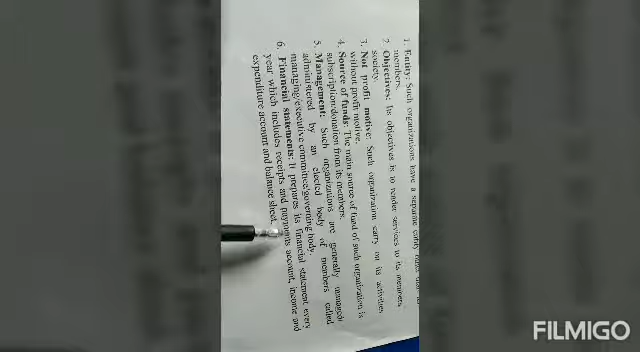 1. Entity: Such organizations have a separate entity
members.
2. Objectives: Its objectives is to render services to its members
society
3. Not profit motive: Such organization carry on its activities
without profit motive.
4. Source of funds: The main source of fund of such organization is
subscription/donation from its members.
5. Management: Such organizations are generally managed/
administered by an elected body of members called
managing/executive committee/governing body.
6. Financial statements: It prepares its financial statement every
year which includes receipts and payments account, income and
expenditure account and balance sheet.
FILMIGO